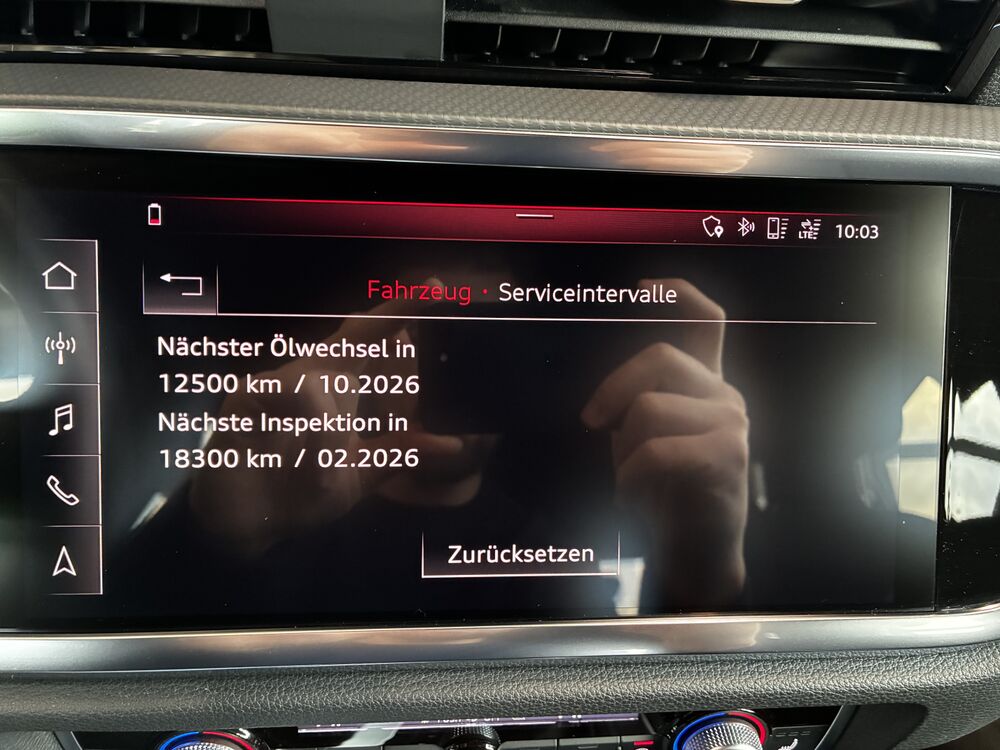 LTE 10:03
Fahrzeug · Serviceintervalle
Nächster Ölwechsel in
12500 km / 10.2026
Nächste Inspektion in
18300 km / 02.2026
Zurücksetzen